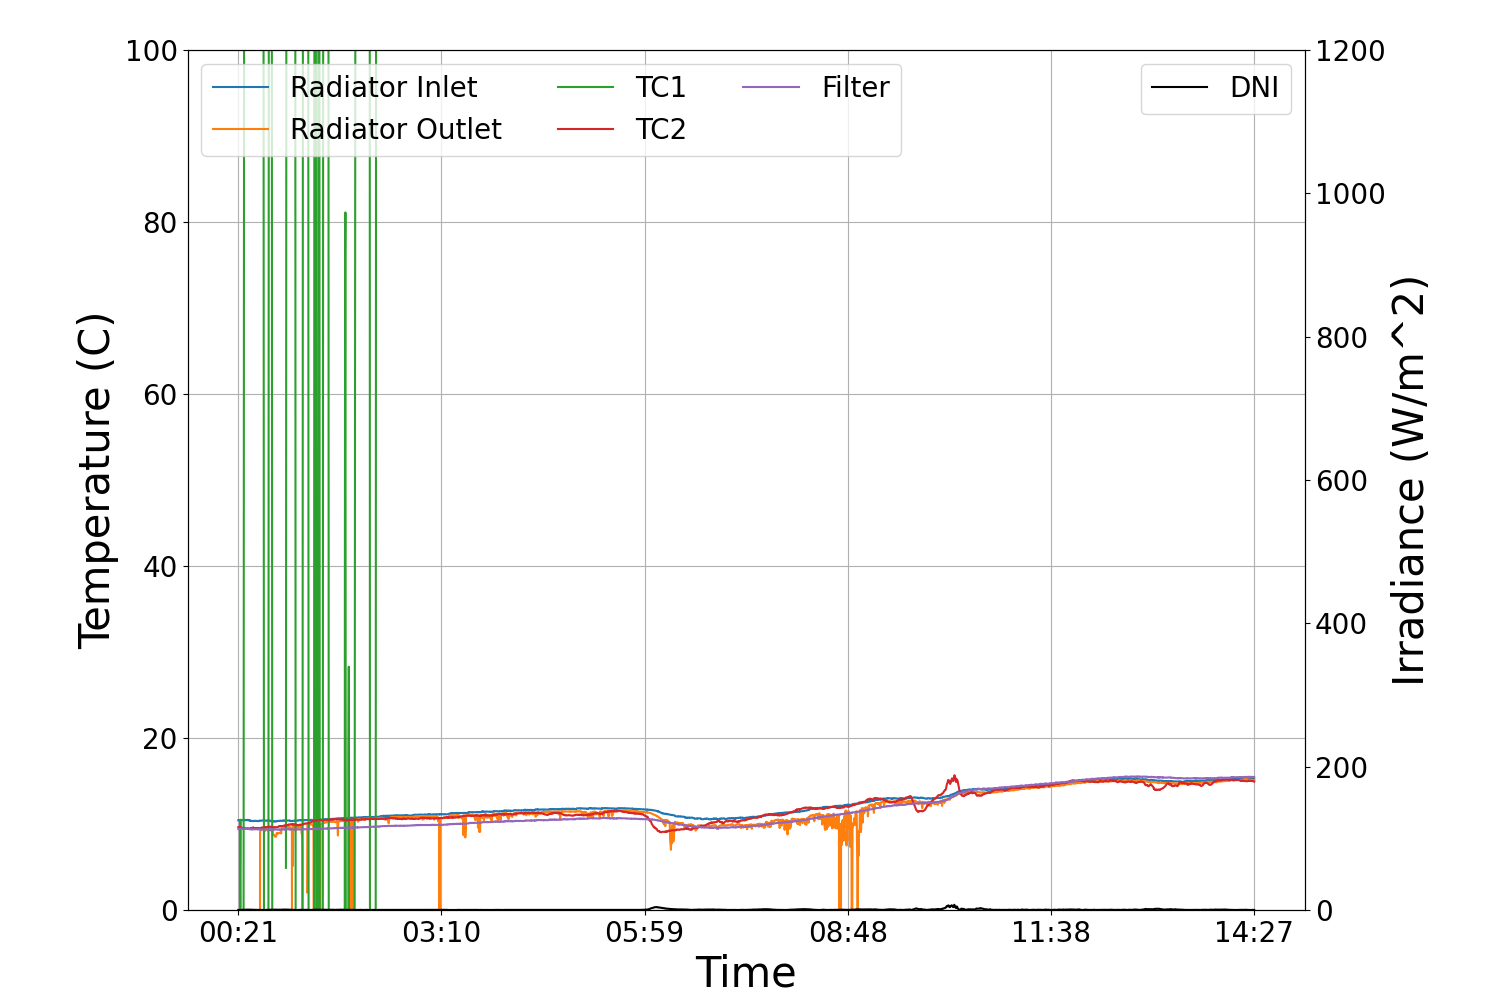 100
80
60
40
20
0
Temperature (C)
Radiator Inlet
Radiator Outlet
TC1
TC2
Filter
DNI
1200
1000
800
600
400
200
0
Irradiance (W/m^2)
00:21 03:10 05:59 08:48 11:38 14:27
Time